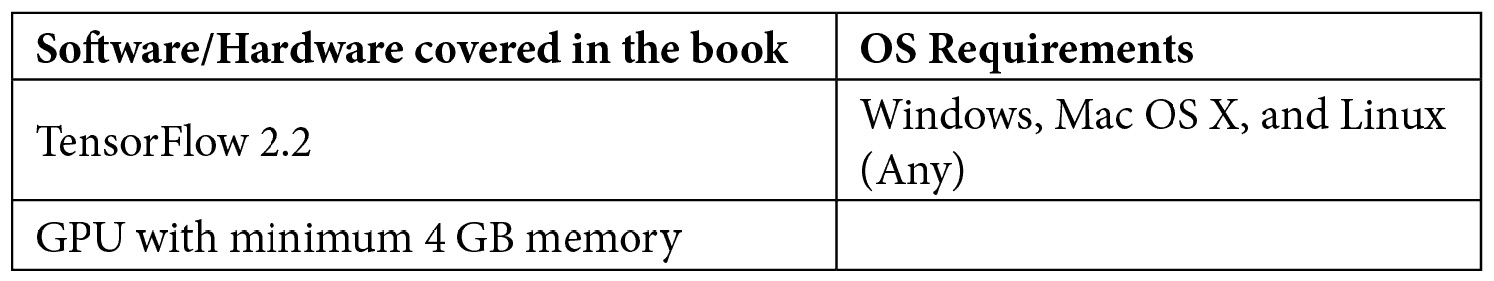 Software/Hardware covered in the book
OS Requirements
TensorFlow 2.2
Windows, Mac OS X, and Linux
(Any)
GPU with minimum 4 GB memory